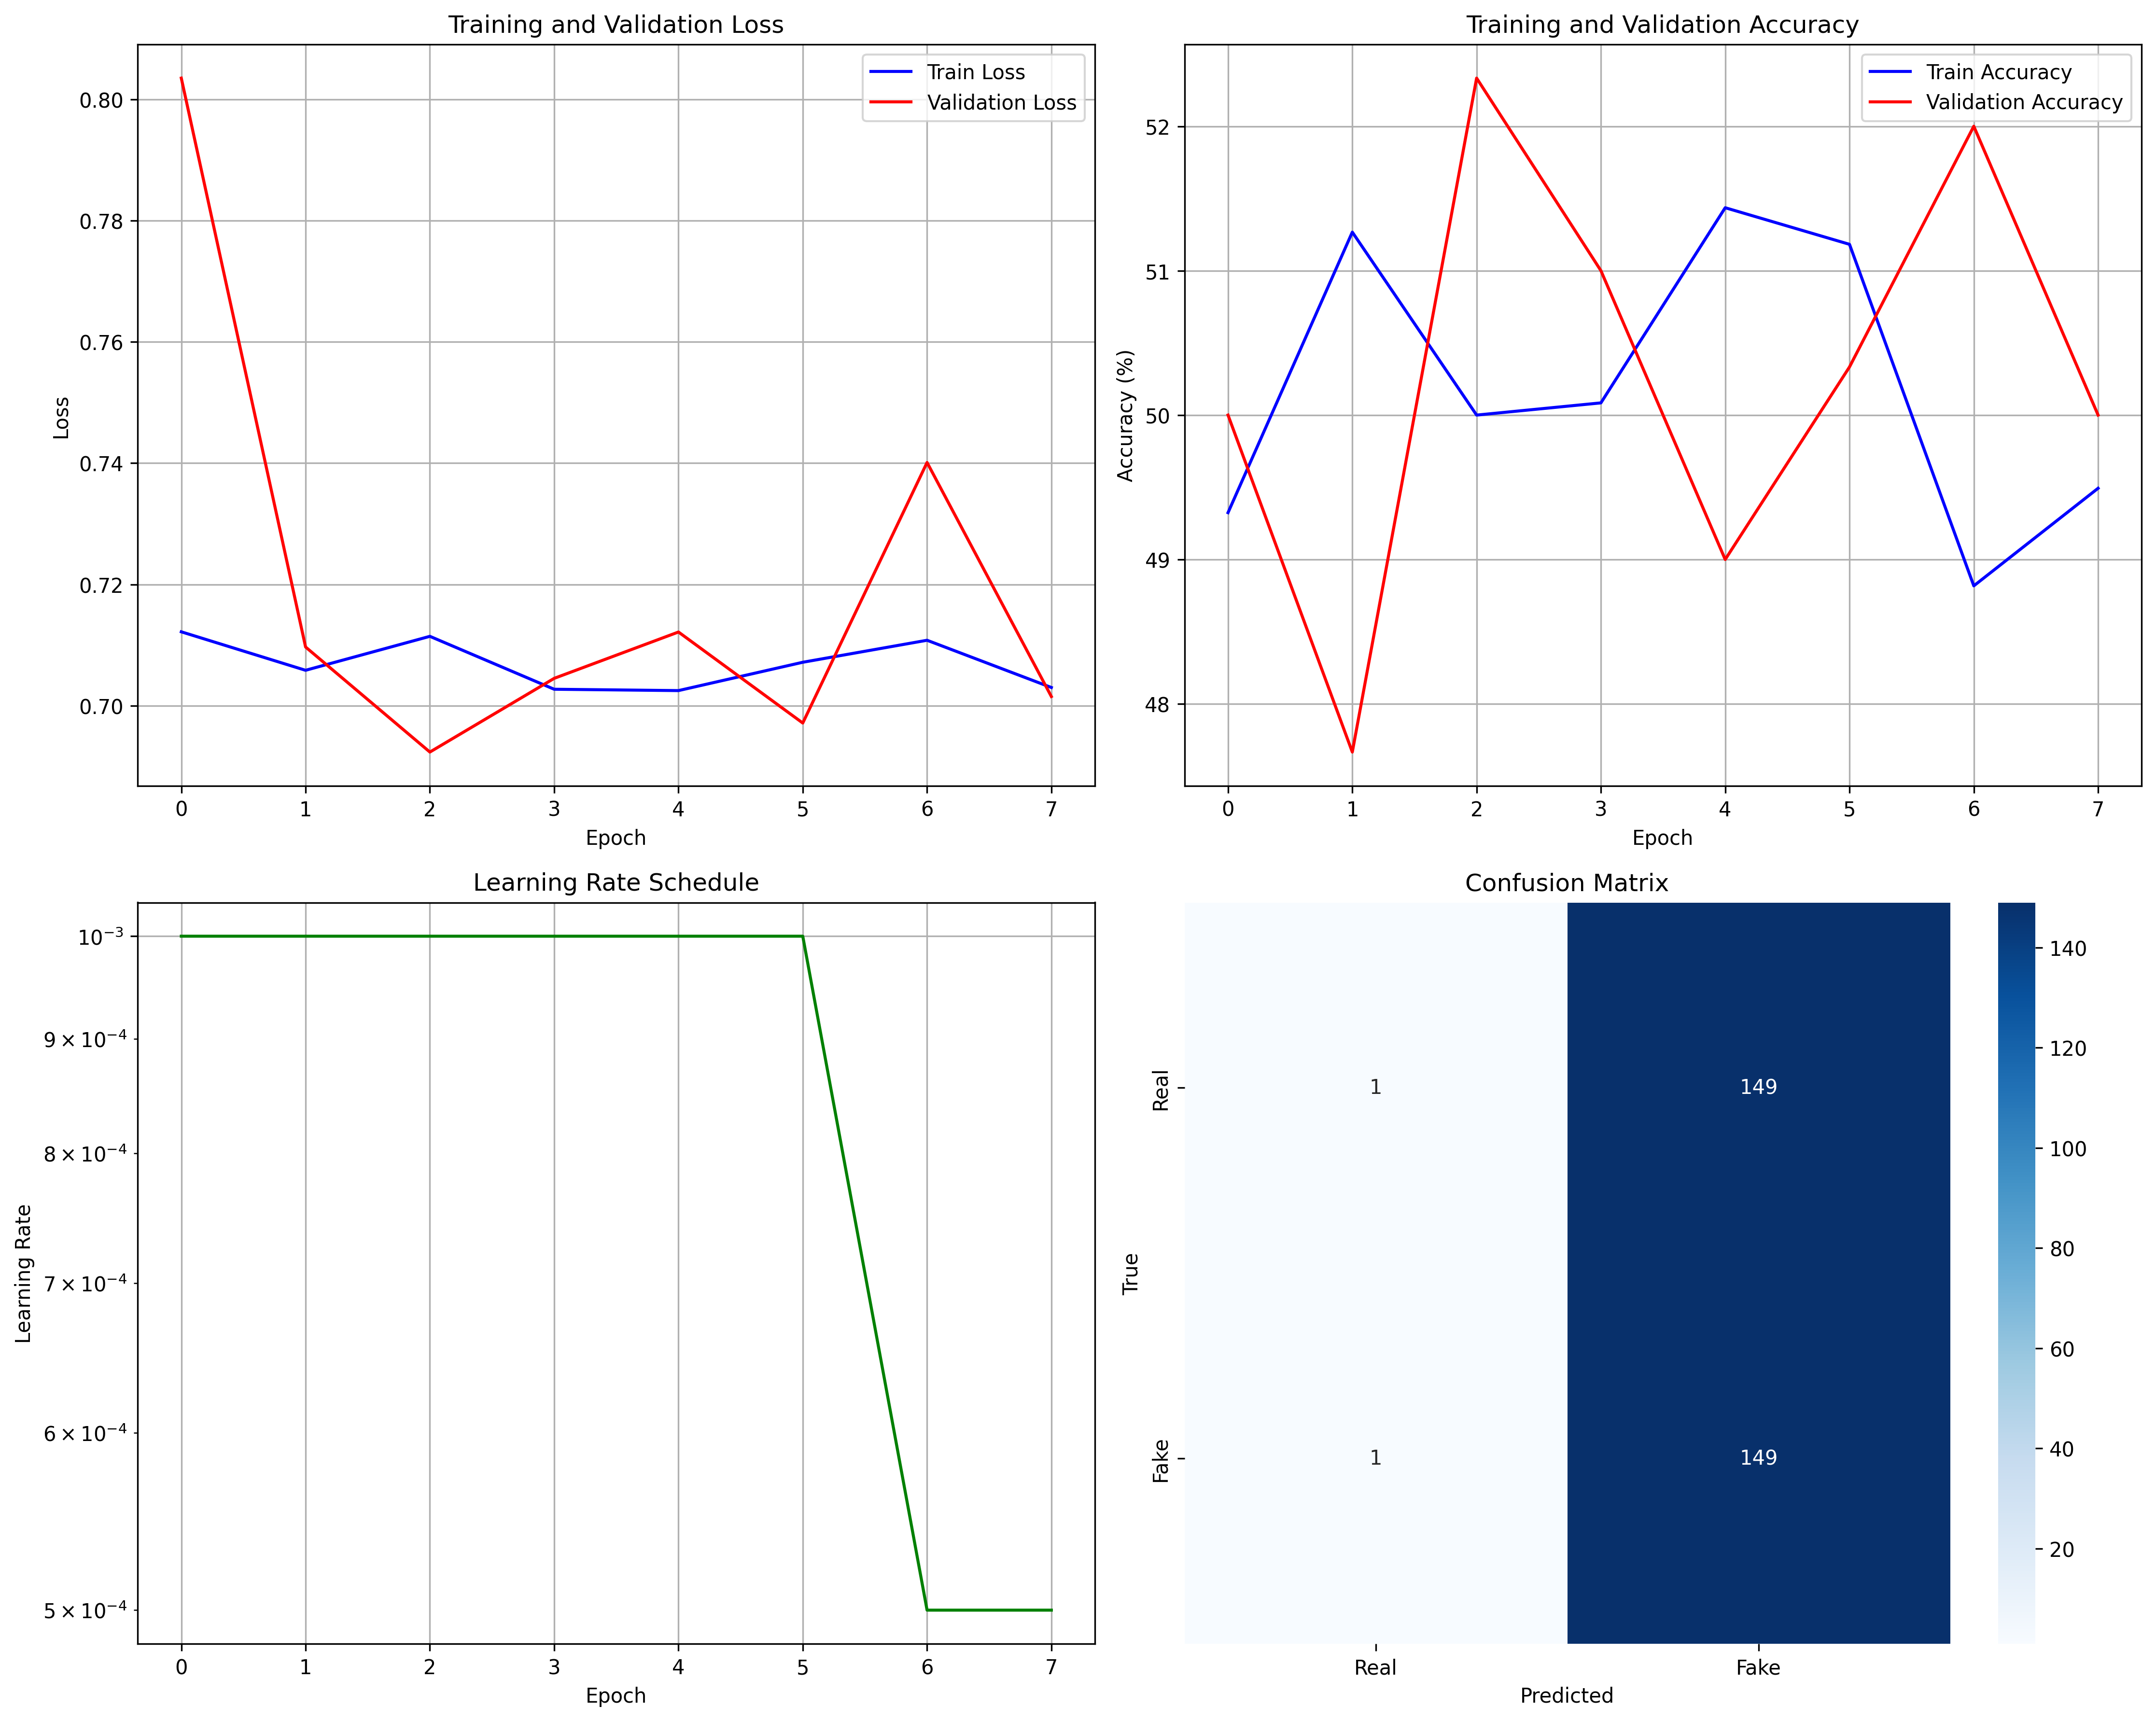 Training and Validation Loss
Train Loss
Validation Loss
0.80
0.78
0.76
0.74
0.72
0.70
Loss
0 1 2 3 4 5 6 7
Epoch
Training and Validation Accuracy
Train Accuracy
Validation Accuracy
52
51
50
49
48
Accuracy (%)
0 1 2 3 4 5 6 7
Epoch
Learning Rate Schedule
10⁻³
9 × 10⁻⁴
8 × 10⁻⁴
7 × 10⁻⁴
6 × 10⁻⁴
5 × 10⁻⁴
Learning Rate
0 1 2 3 4 5 6 7
Epoch
Confusion Matrix
Real
1 149
Fake
1 149
True
Real Fake
Predicted
140
120
100
80
60
40
20